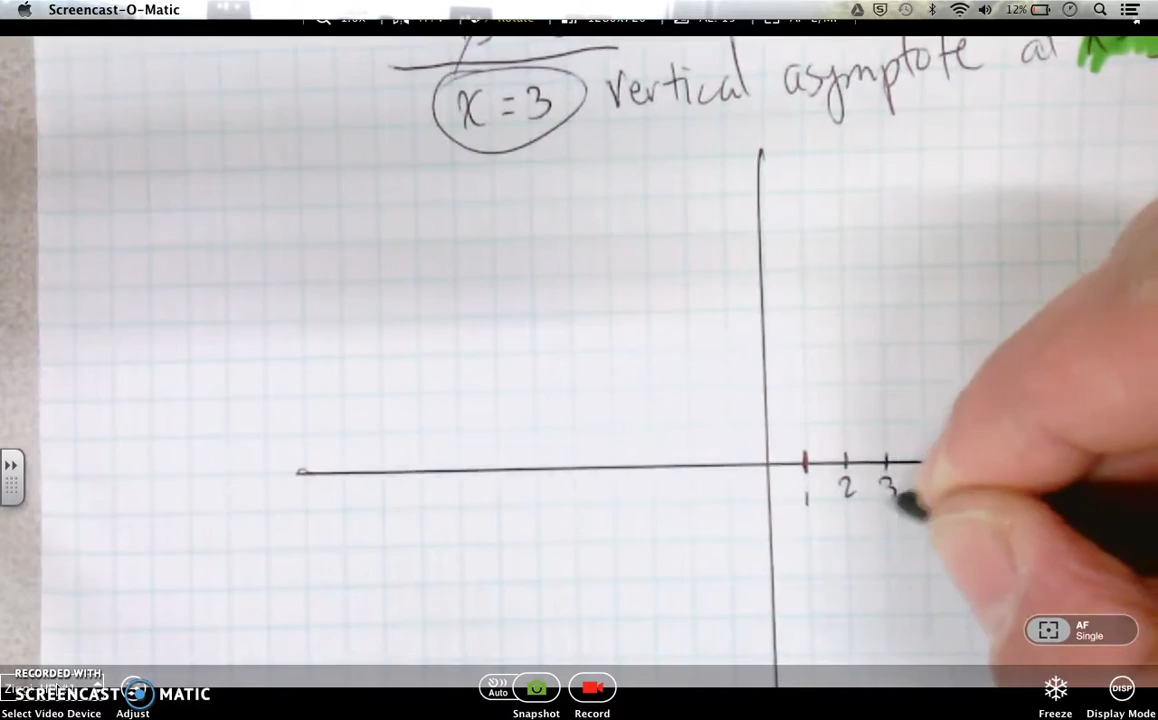 Screencast-O-Matic
12%
x = 3 vertical asymptote at
1 2 3
AF
Single
RECORDED WITH
SCREENCAST MATIC
Auto
DISP
Select Video Device Adjust Snapshot Record Freeze Display Mode